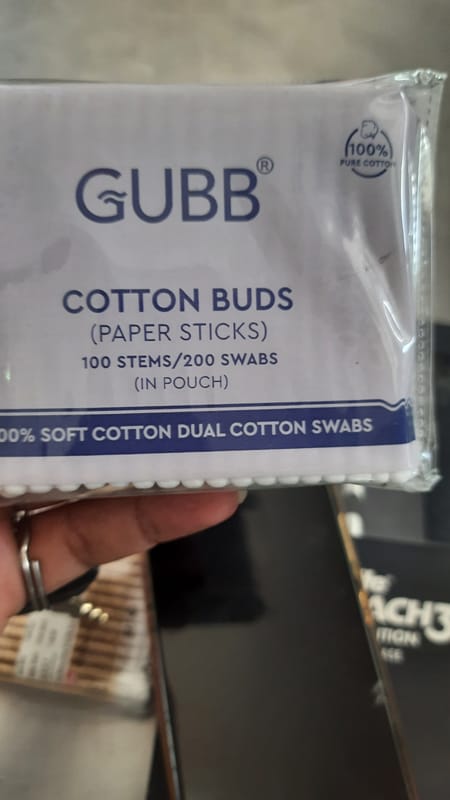 GUBB®
100%
PURE COTTON
COTTON BUDS
(PAPER STICKS)
100 STEMS/200 SWABS
(IN POUCH)
00% SOFT COTTON DUAL COTTON SWABS
ACH3